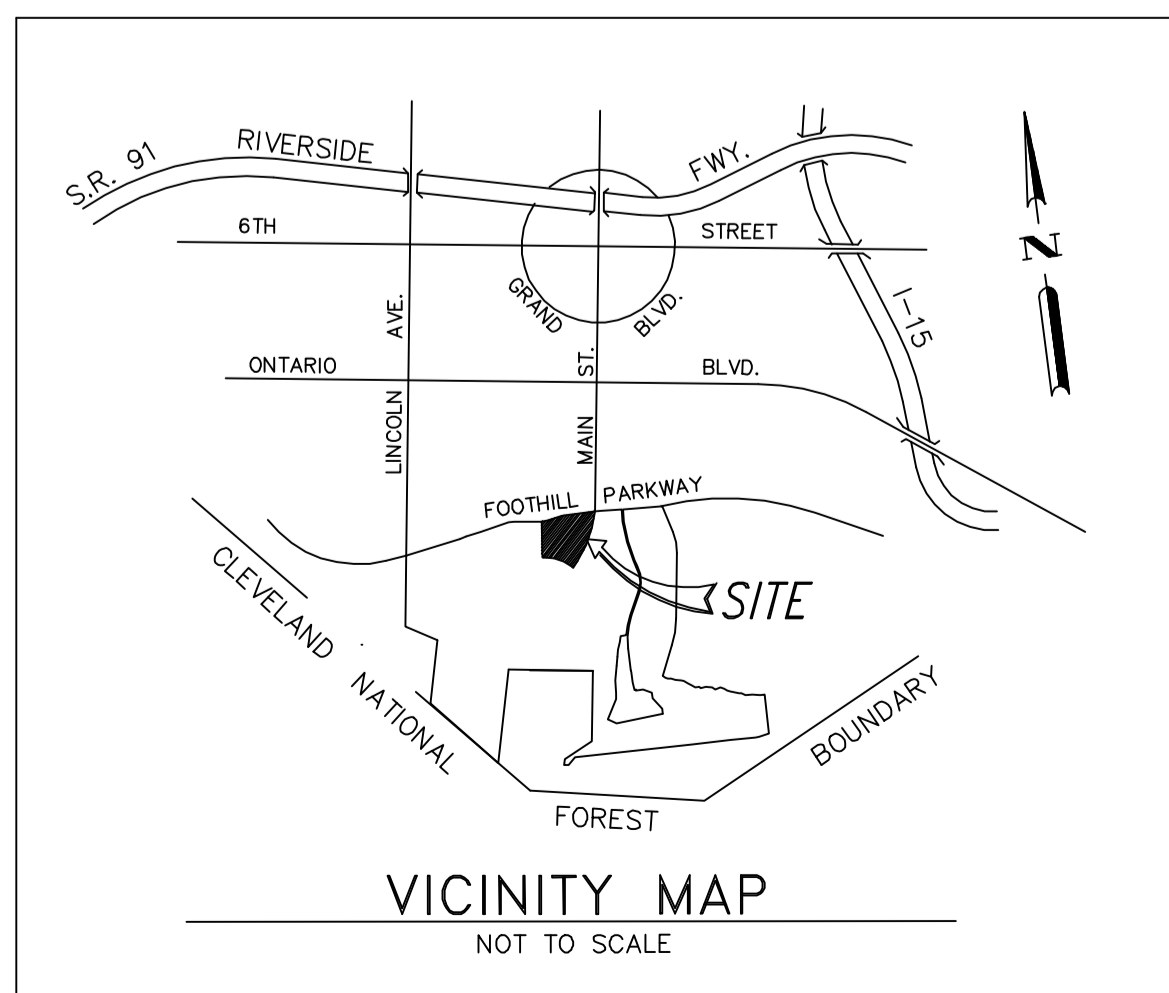 S.R. 91
RIVERSIDE
FWY.
6TH
STREET
GRAND
BLVD.
N
I-15
LINCOLN
AVE.
MAIN
ST.
ONTARIO
BLVD.
FOOTHILL
PARKWAY
SITE
CLEVELAND
NATIONAL
FOREST
BOUNDARY
VICINITY MAP
NOT TO SCALE